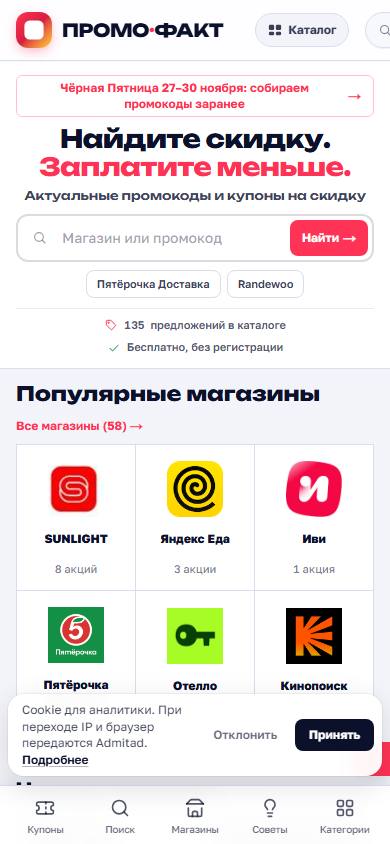 ПРОМО·ФАКТ
Каталог
Чёрная Пятница 27–30 ноября: собираем
промокоды заранее
→
Найдите скидку.
Заплатите меньше.
Актуальные промокоды и купоны на скидку
Магазин или промокод
Найти →
Пятёрочка Доставка
Randewoo
135 предложений в каталоге
Бесплатно, без регистрации
Популярные магазины
Все магазины (58) →
SUNLIGHT
Яндекс Еда
Иви
8 акций
3 акции
1 акция
5
Пятёрочка
Пятёрочка
Отелло
Кинопоиск
Cookie для аналитики. При
переходе IP и браузер
передаются Admitad.
Подробнее
Отклонить
Принять
Купоны
Поиск
Магазины
Советы
Категории